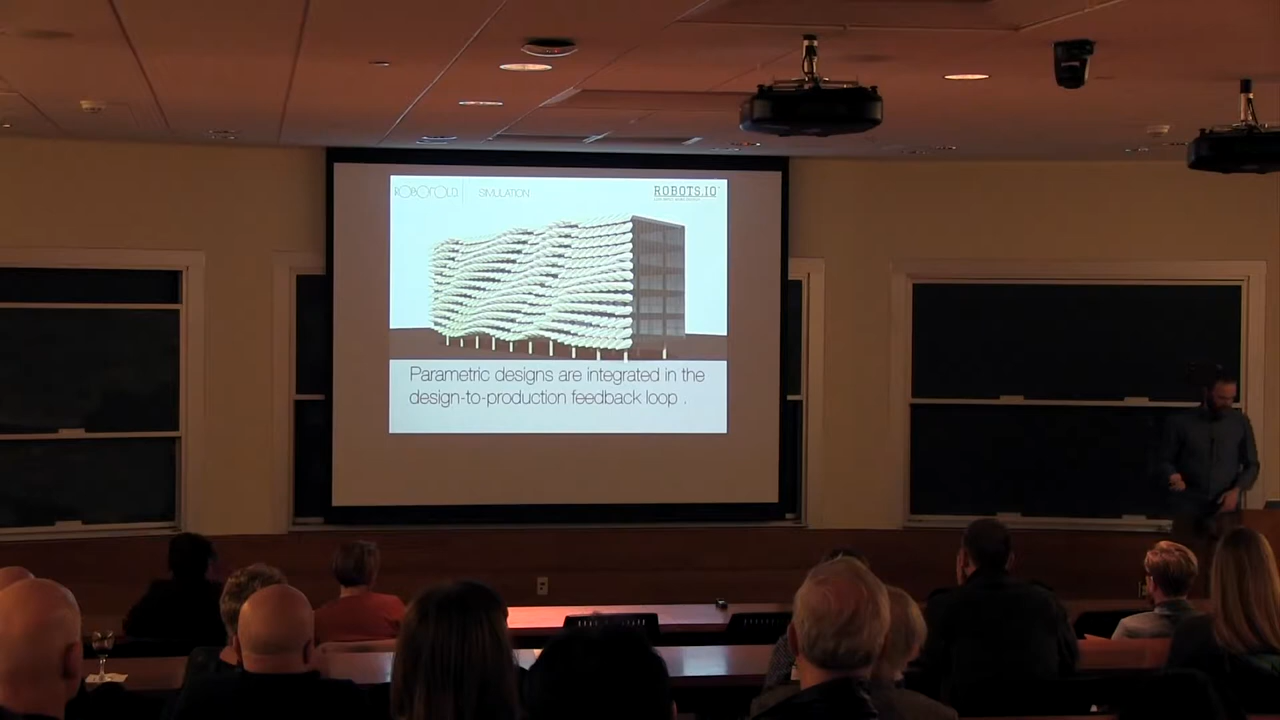 ROBOFOLD SIMULATION
ROBOTS.IO
Parametric designs are integrated in the
design-to-production feedback loop .